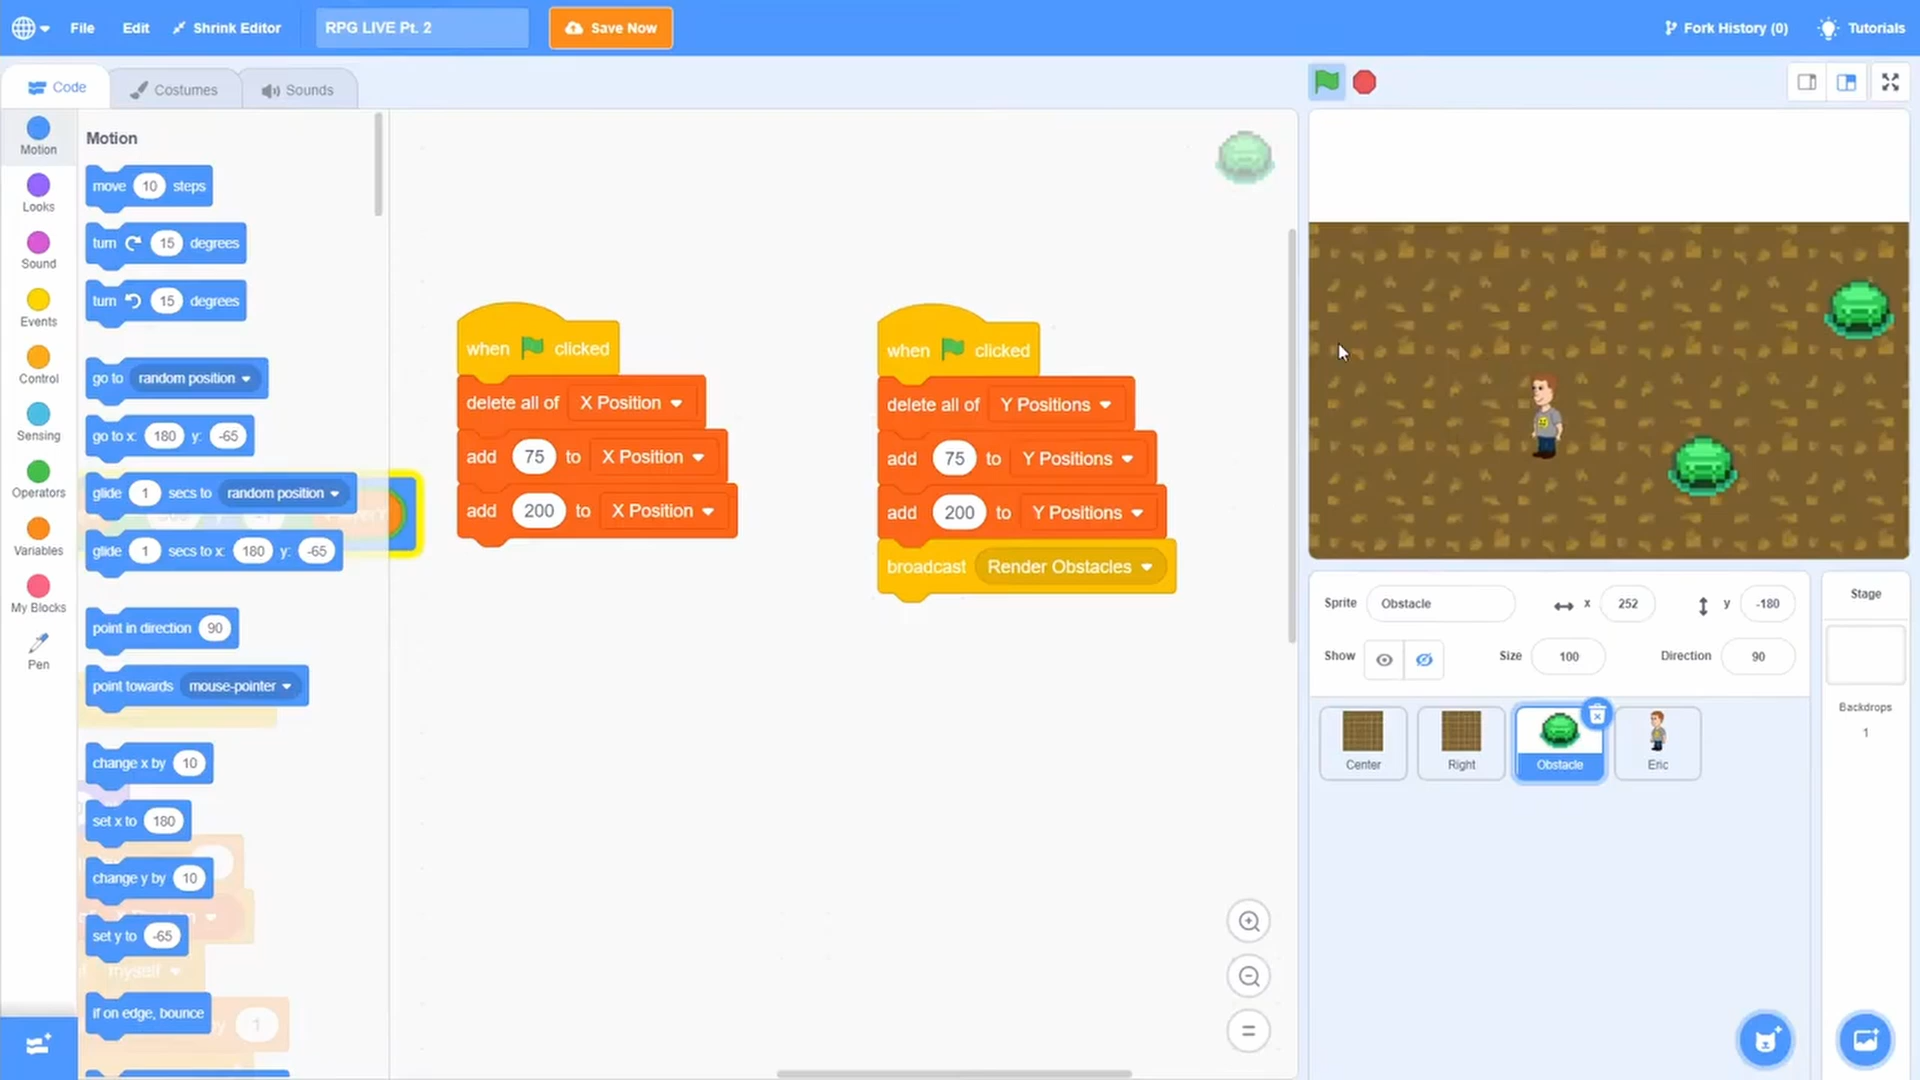 File Edit Shrink Editor RPG LIVE Pt. 2 Save Now Fork History (0) Tutorials
Code Costumes Sounds
Motion
Looks
Sound
Events
Control
Sensing
Operators
Variables
My Blocks
Pen
Motion
move 10 steps
turn 15 degrees
turn 15 degrees
go to random position
go to x: 180 y: -65
glide 1 secs to random position
glide 1 secs to x: 180 y: -65
point in direction 90
point towards mouse-pointer
change x by 10
set x to 180
change y by 10
set y to -65
myself
if on edge, bounce
1
when clicked
delete all of X Position
add 75 to X Position
add 200 to X Position
when clicked
delete all of Y Positions
add 75 to Y Positions
add 200 to Y Positions
broadcast Render Obstacles
Sprite Obstacle x 252 y -180
Show Size 100 Direction 90
Center Right Obstacle Eric
Stage
Backdrops
1